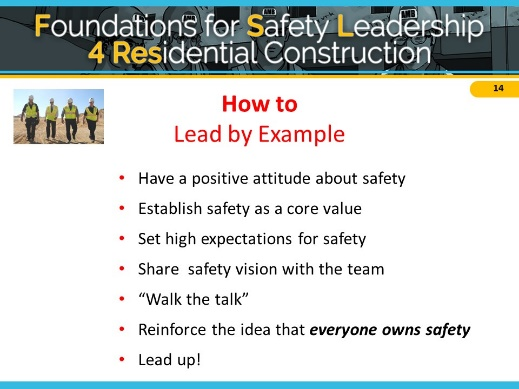 Foundations for Safety Leadership
4 Residential Construction
14
How to
Lead by Example
• Have a positive attitude about safety
• Establish safety as a core value
• Set high expectations for safety
• Share safety vision with the team
• “Walk the talk”
• Reinforce the idea that everyone owns safety
• Lead up!